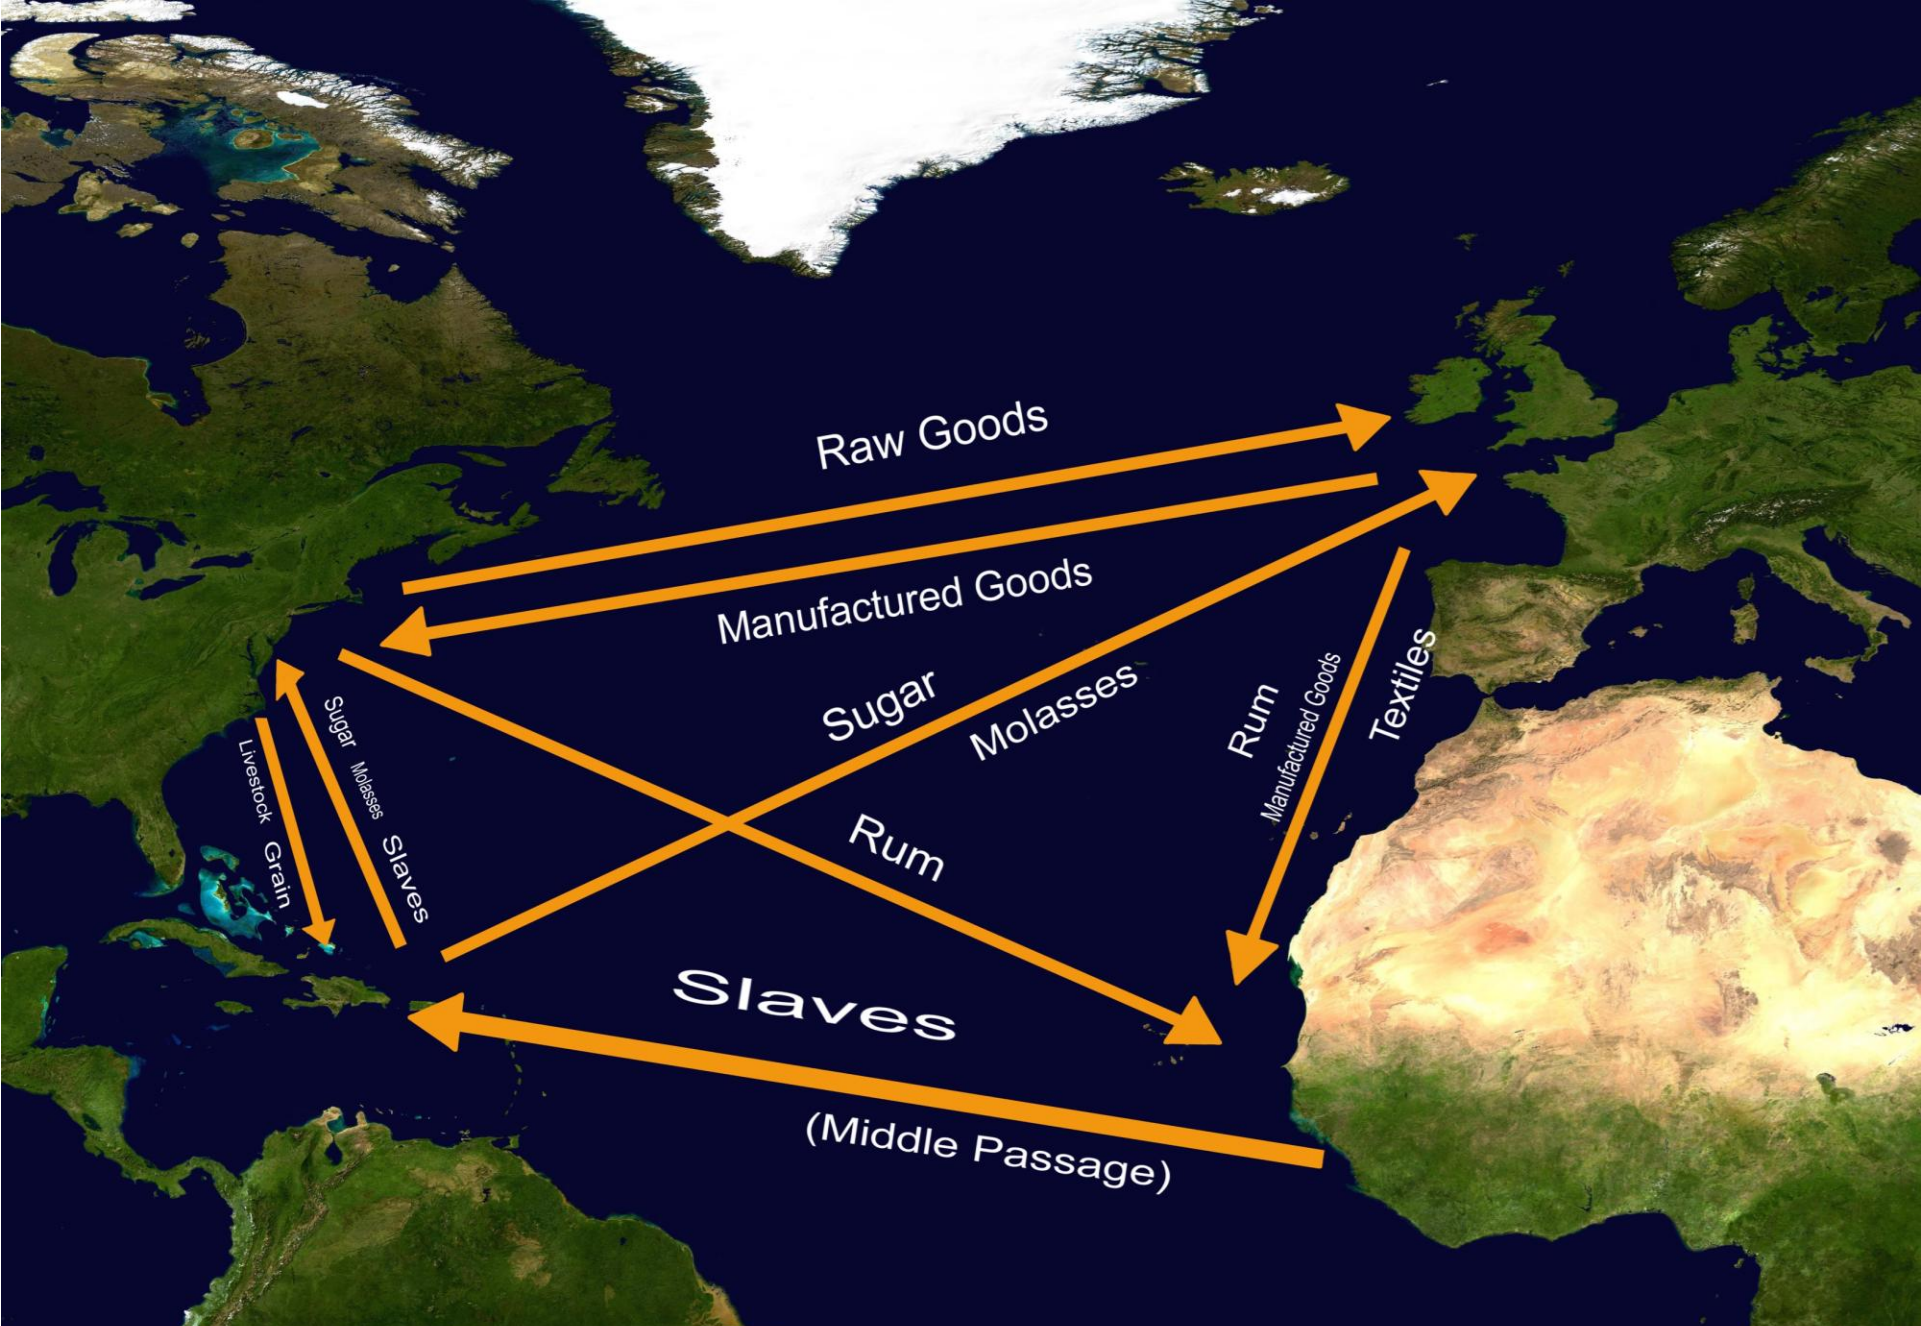 Raw Goods
Manufactured Goods
Sugar
Molasses
Rum
Manufactured Goods
Textiles
Sugar Molasses Slaves
Livestock Grain
Rum
Slaves
(Middle Passage)